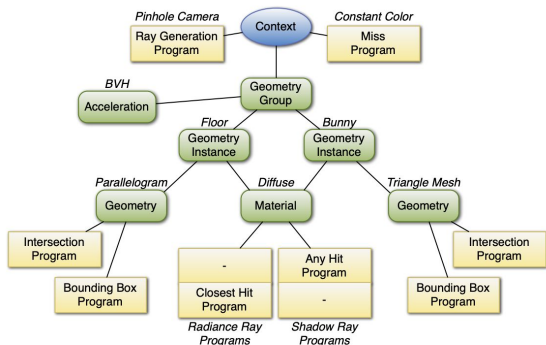 Pinhole Camera
Context
Constant Color
Ray Generation
Program
Miss
Program
BVH
Acceleration
Geometry
Group
Floor
Geometry
Instance
Bunny
Geometry
Instance
Parallelogram
Geometry
Diffuse
Material
Triangle Mesh
Geometry
Intersection
Program
Bounding Box
Program
-
Closest Hit
Program
Radiance Ray
Programs
Any Hit
Program
-
Shadow Ray
Programs
Intersection
Program
Bounding Box
Program